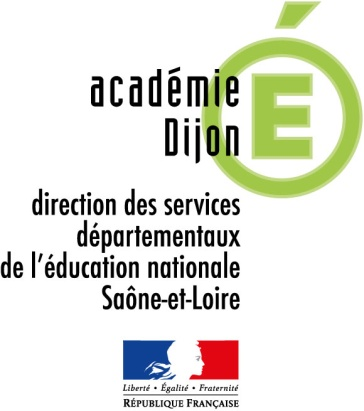 académie
Dijon
É
direction des services
départementaux
de l'éducation nationale
Saône-et-Loire
Liberté • Égalité • Fraternité
RÉPUBLIQUE FRANÇAISE